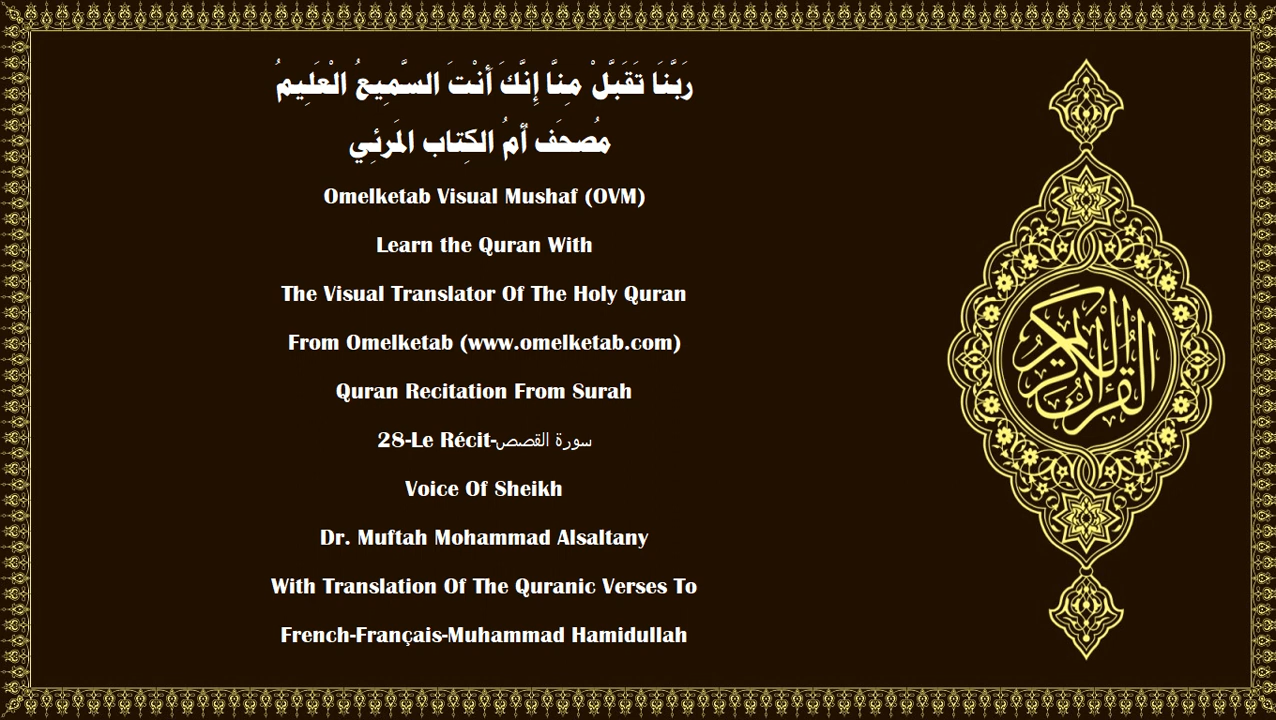 رَبَّنَا تَقَبَّلْ مِنَّا إِنَّكَ أَنْتَ السَّمِيعُ الْعَلِيمُ
مُصحَف أمُ الكِتاب المَرئِي
Omelketab Visual Mushaf (OVM)
Learn the Quran With
The Visual Translator Of The Holy Quran
From Omelketab (www.omelketab.com)
Quran Recitation From Surah
28-Le Récit-سورة القصص
Voice Of Sheikh
Dr. Muftah Mohammad Alsaltany
With Translation Of The Quranic Verses To
French-Français-Muhammad Hamidullah
القرآن الكريم